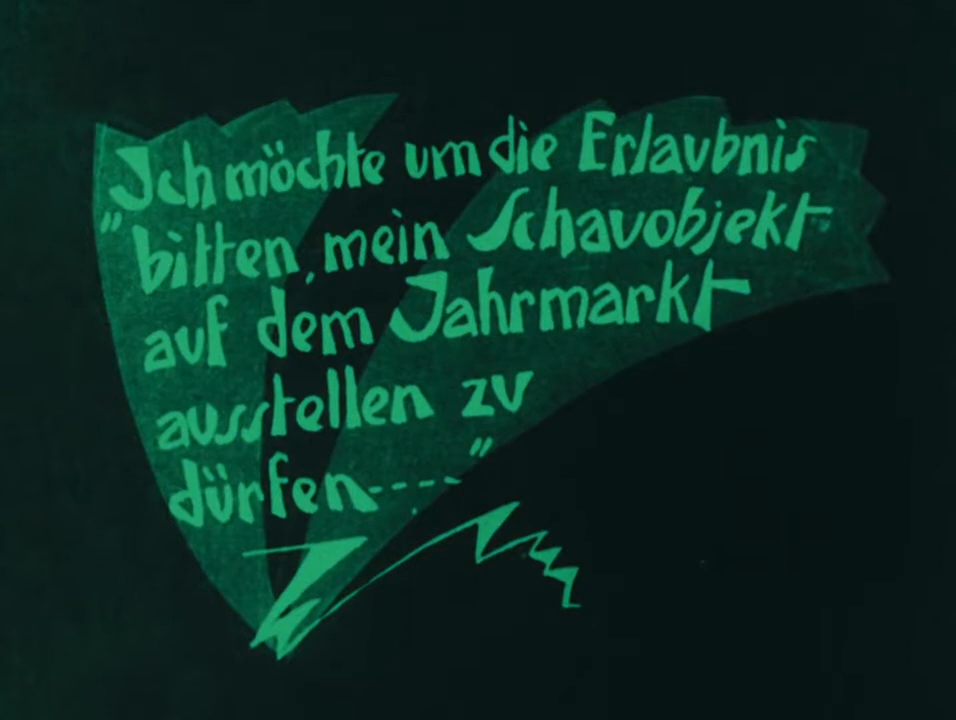 „Ich möchte um die Erlaubnis
bitten, mein Schauobjekt
auf dem Jahrmarkt
ausstellen zu
dürfen-----"